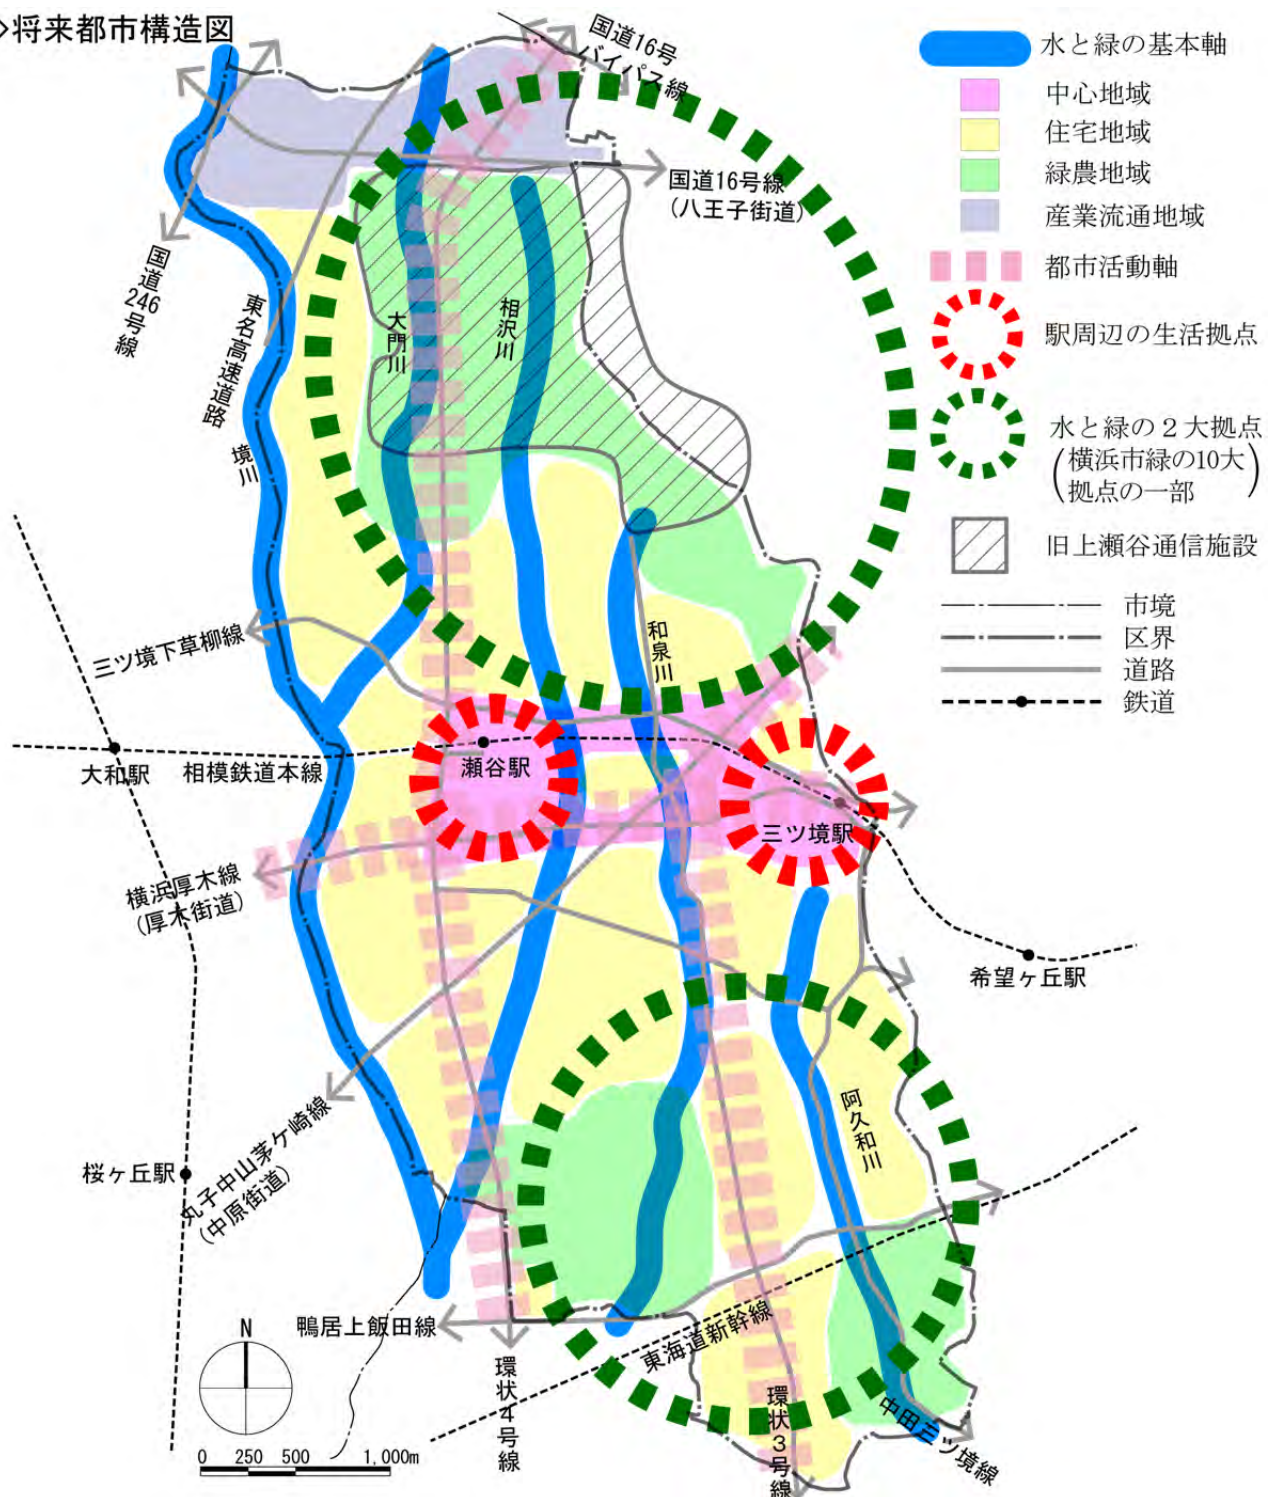 >将来都市構造図
国道16号
バイパス線
国道16号線
(八王子街道)
国道246号線
東名高速道路
境川
大門川
相沢川
和泉川
三ツ境下草柳線
大和駅
相模鉄道本線
瀬谷駅
三ツ境駅
横浜厚木線
(厚木街道)
希望ヶ丘駅
桜ヶ丘駅
丸子中山茅ケ崎線
(中原街道)
阿久和川
鴨居上飯田線
東海道新幹線
環状4号線
環状3号線
中田三ツ境線
N
0 250 500 1,000m
水と緑の基本軸
中心地域
住宅地域
緑農地域
産業流通地域
都市活動軸
駅周辺の生活拠点
水と緑の2大拠点
(横浜市緑の10大
拠点の一部)
旧上瀬谷通信施設
市境
区界
道路
鉄道